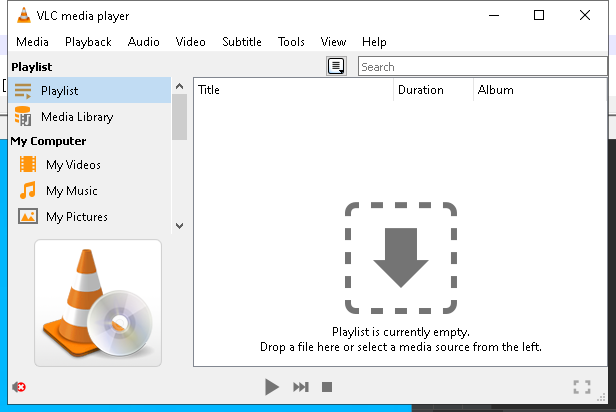 VLC media player
Media Playback Audio Video Subtitle Tools View Help
Playlist
Search
Playlist
Media Library
My Computer
My Videos
My Music
My Pictures
Title Duration Album
Playlist is currently empty.
Drop a file here or select a media source from the left.